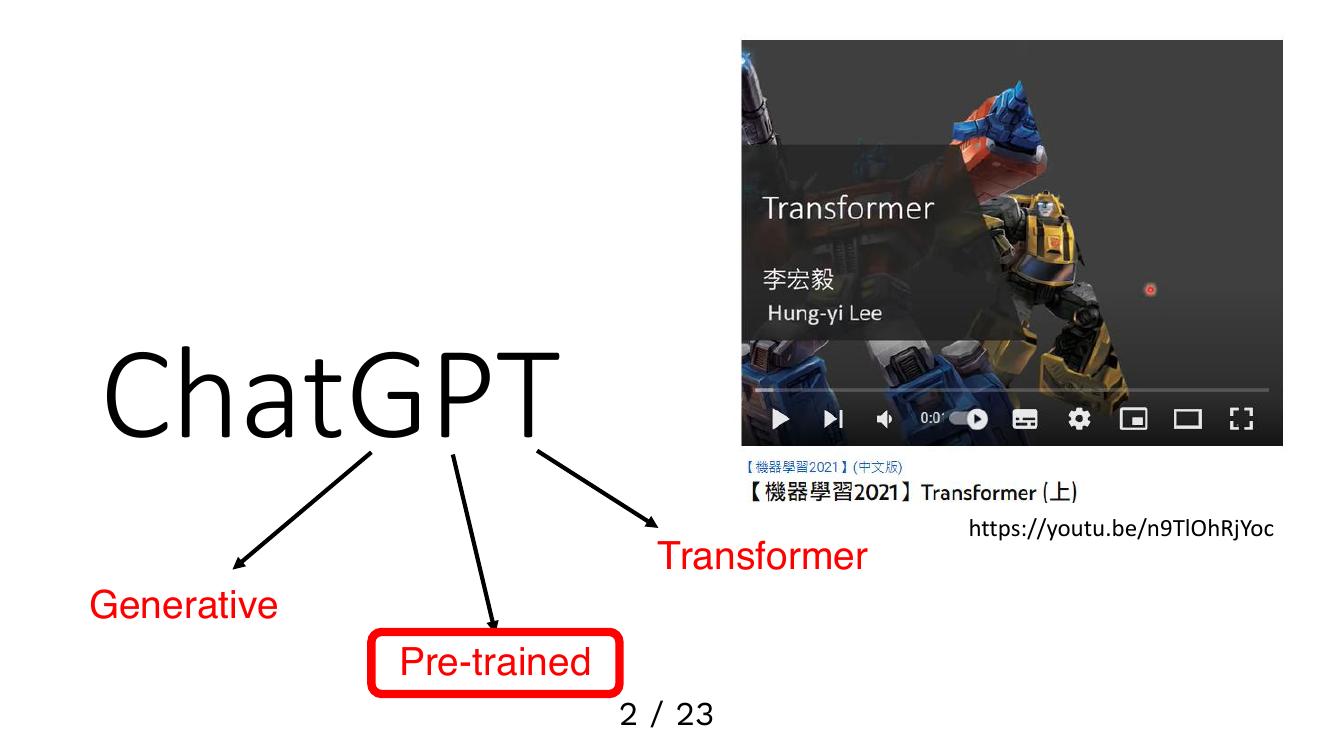 Transformer
李宏毅
Hung-yi Lee
0:01
【機器學習2021】(中文版)
【機器學習2021】Transformer (上)
https://youtu.be/n9TlOhRjYoc
ChatGPT
Transformer
Generative
Pre-trained
2 / 23